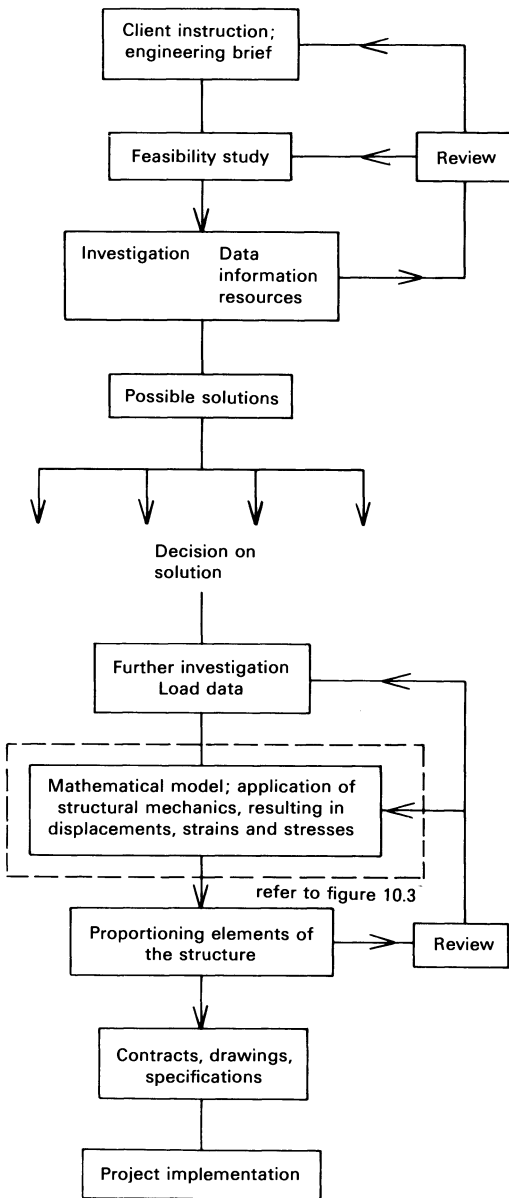 Client instruction;
engineering brief
Feasibility study
Review
Investigation Data
information
resources
Possible solutions
Decision on
solution
Further investigation
Load data
Mathematical model; application of
structural mechanics, resulting in
displacements, strains and stresses
refer to figure 10.3
Proportioning elements of
the structure
Review
Contracts, drawings,
specifications
Project implementation